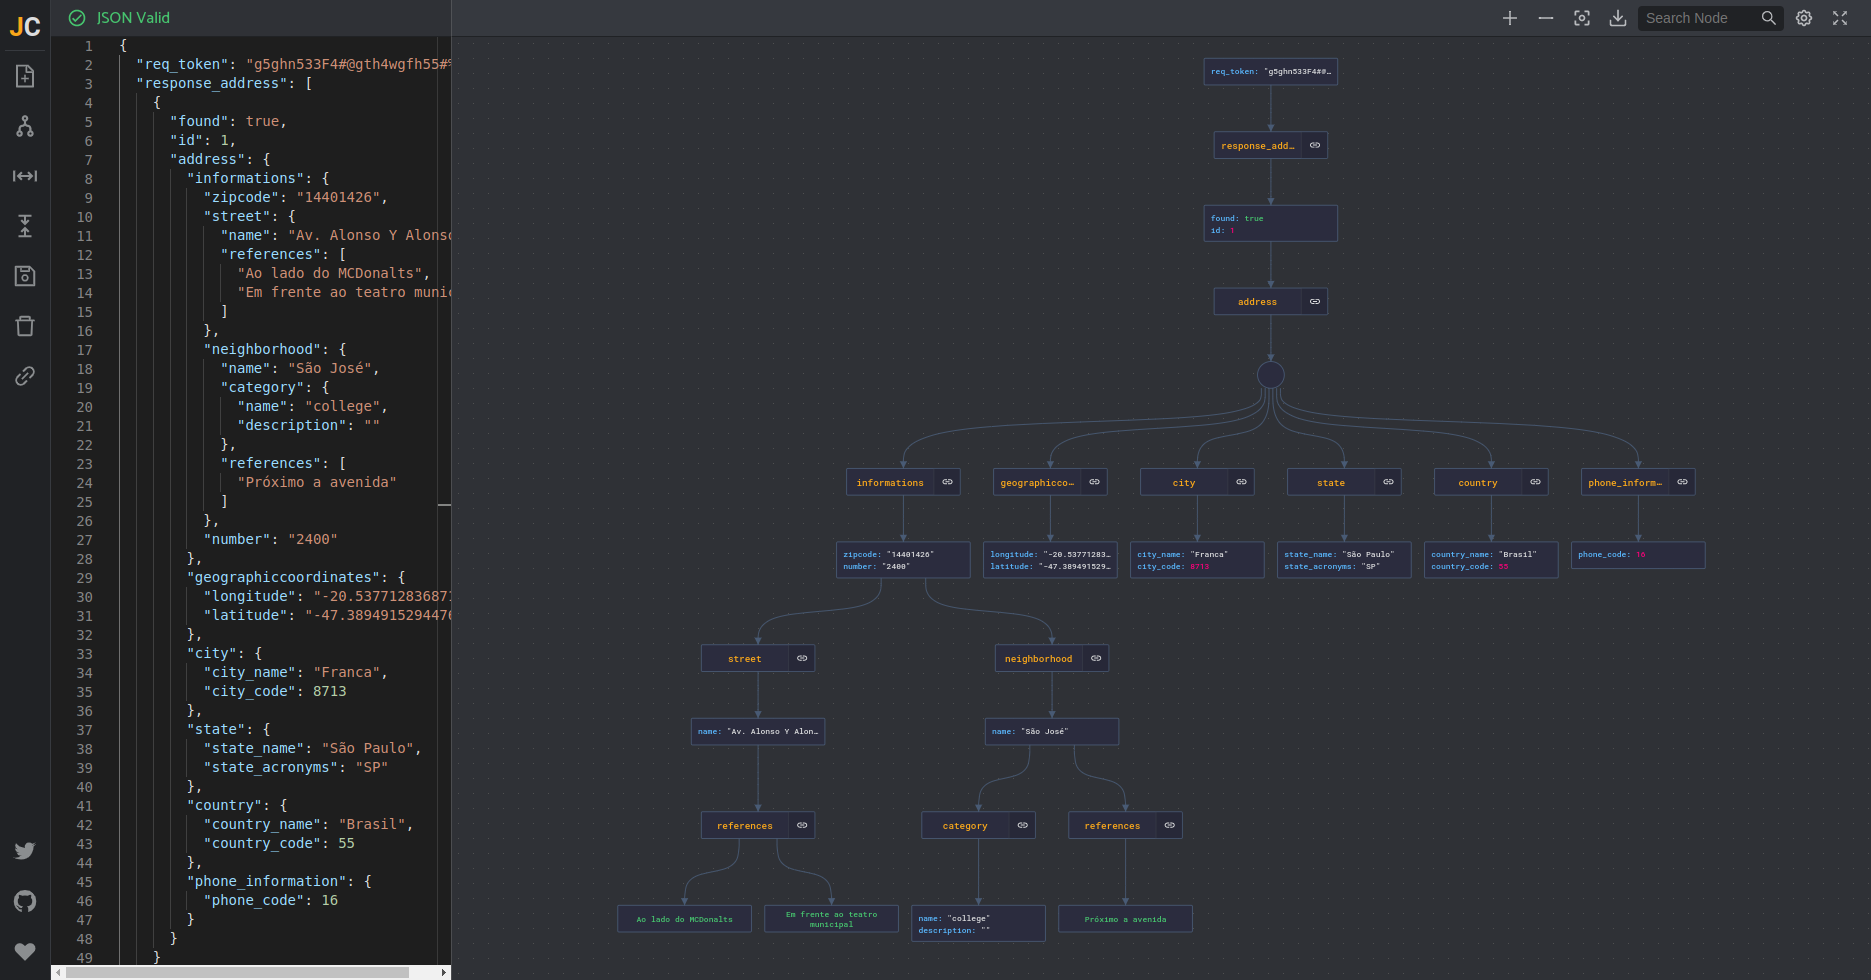 JC
JSON Valid
Search Node
1 {
2 "req_token": "g5ghn533F4#@gth4wgfh55#
3 "response_address": [
4 {
5 "found": true,
6 "id": 1,
7 "address": {
8 "informations": {
9 "zipcode": "14401426",
10 "street": {
11 "name": "Av. Alonso Y Alonso
12 "references": [
13 "Ao lado do MCDonalts",
14 "Em frente ao teatro munic
15 ]
16 },
17 "neighborhood": {
18 "name": "São José",
19 "category": {
20 "name": "college",
21 "description": ""
22 },
23 "references": [
24 "Próximo a avenida"
25 ]
26 },
27 "number": "2400"
28 },
29 "geographiccoordinates": {
30 "longitude": "-20.53771283687
31 "latitude": "-47.389491529447
32 },
33 "city": {
34 "city_name": "Franca",
35 "city_code": 8713
36 },
37 "state": {
38 "state_name": "São Paulo",
39 "state_acronyms": "SP"
40 },
41 "country": {
42 "country_name": "Brasil",
43 "country_code": 55
44 },
45 "phone_information": {
46 "phone_code": 16
47 }
48 }
49 }
req_token: "g5ghn533F4#@…
response_add…
found: true
id: 1
address
informations
geographicco…
city
state
country
phone_inform…
zipcode: "14401426"
number: "2400"
longitude: "-20.53771283…
latitude: "-47.389491529…
city_name: "Franca"
city_code: 8713
state_name: "São Paulo"
state_acronyms: "SP"
country_name: "Brasil"
country_code: 55
phone_code: 16
street
neighborhood
name: "Av. Alonso Y Alon…
name: "São José"
references
category
references
Ao lado do MCDonalts
Em frente ao teatro
municipal
name: "college"
description: ""
Próximo a avenida